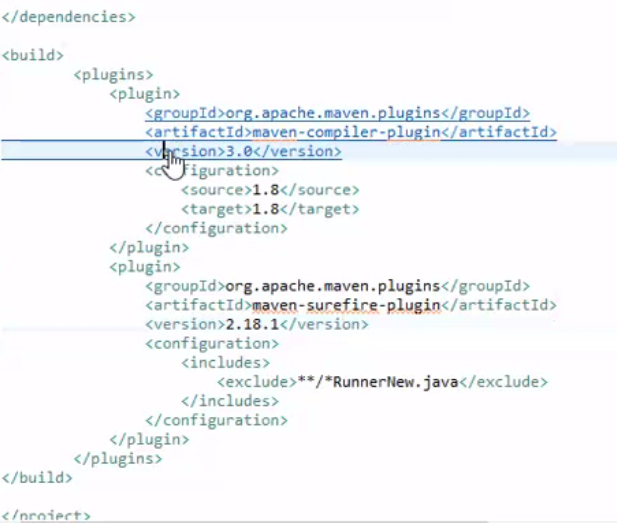 </dependencies>
<build>
<plugins>
<plugin>
<groupId>org.apache.maven.plugins</groupId>
<artifactId>maven-compiler-plugin</artifactId>
<version>3.0</version>
<configuration>
<source>1.8</source>
<target>1.8</target>
</configuration>
</plugin>
<plugin>
<groupId>org.apache.maven.plugins</groupId>
<artifactId>maven-surefire-plugin</artifactId>
<version>2.18.1</version>
<configuration>
<includes>
<exclude>**/*RunnerNew.java</exclude>
</includes>
</configuration>
</plugin>
</plugins>
</build>
</project>